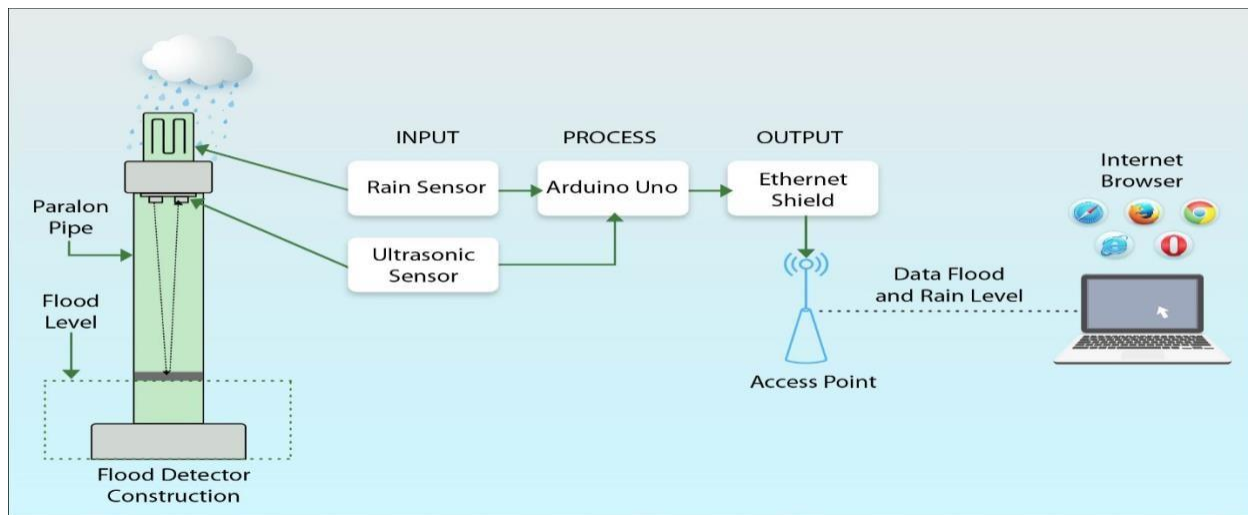 INPUT
PROCESS
OUTPUT
Rain Sensor
Arduino Uno
Ethernet
Shield
Ultrasonic
Sensor
Paralon
Pipe
Flood
Level
Flood Detector
Construction
Access Point
Data Flood
and Rain Level
Internet
Browser